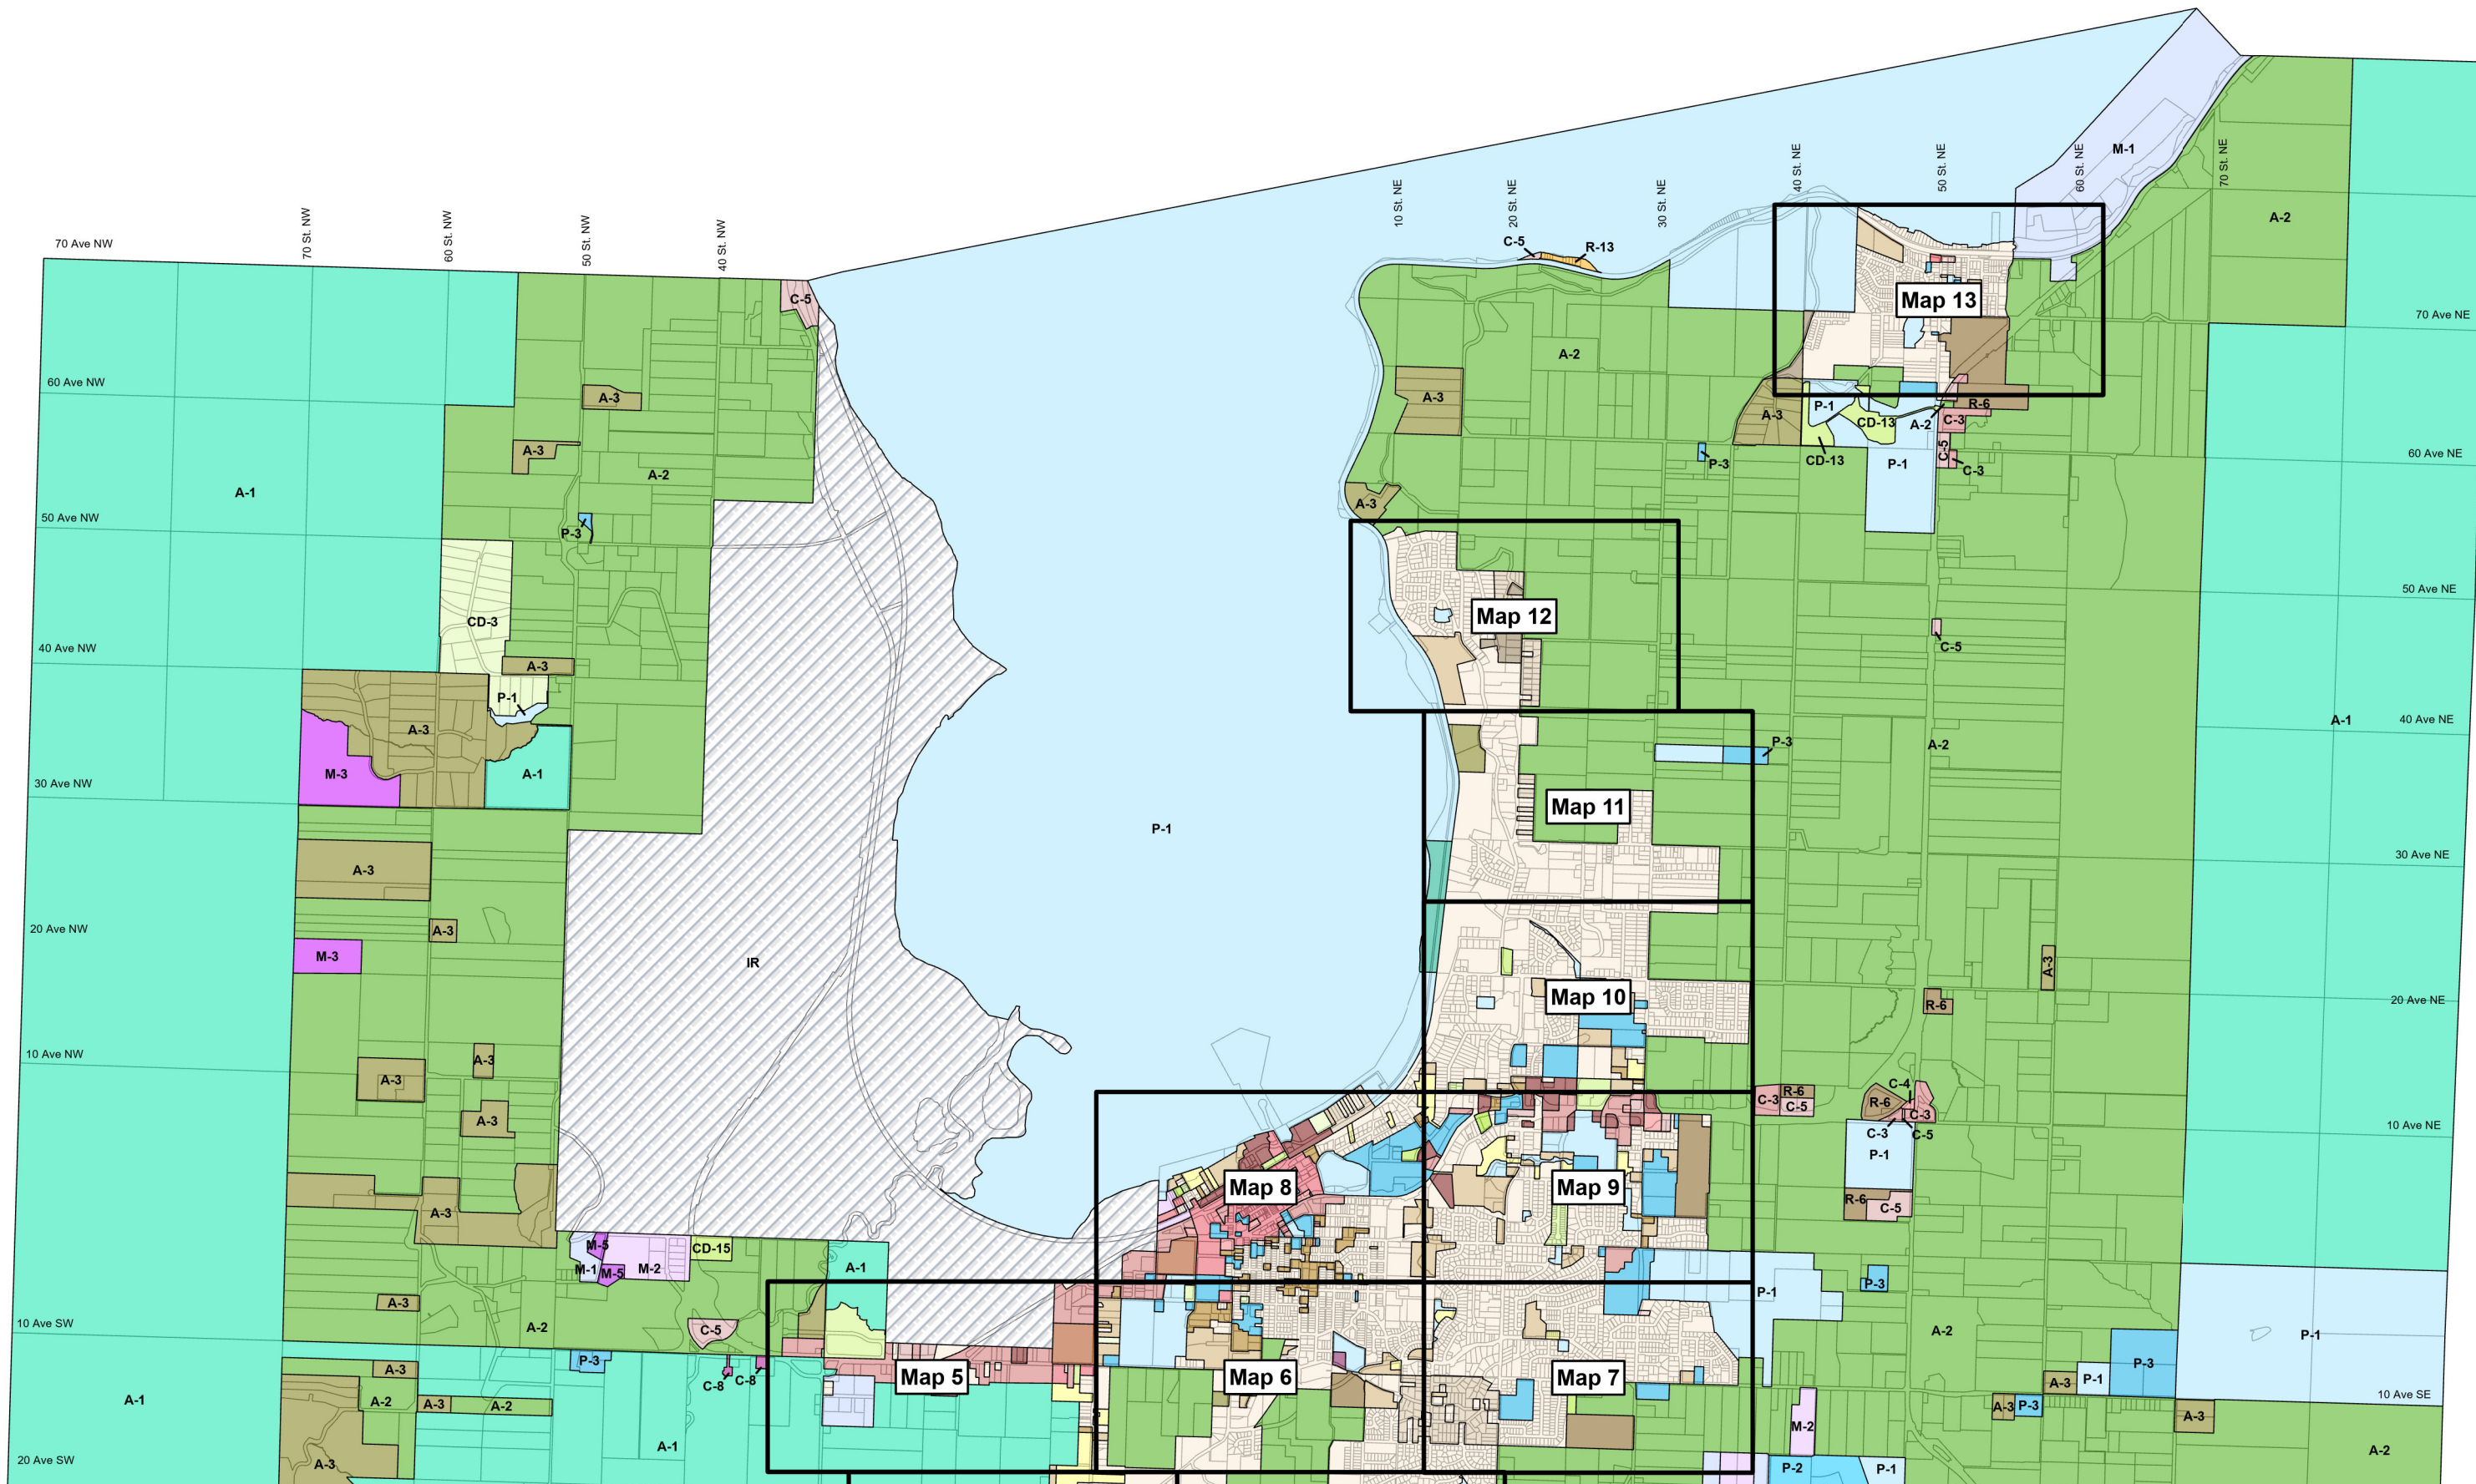 70 Ave NW
60 Ave NW
50 Ave NW
40 Ave NW
30 Ave NW
20 Ave NW
10 Ave NW
10 Ave SW
20 Ave SW
70 St. NW
60 St. NW
50 St. NW
40 St. NW
10 St. NE
20 St. NE
30 St. NE
40 St. NE
50 St. NE
60 St. NE
70 St. NE
70 Ave NE
60 Ave NE
50 Ave NE
40 Ave NE
30 Ave NE
20 Ave NE
10 Ave NE
10 Ave SE
M-1
A-2
C-5
R-13
C-5
Map 13
A-2
A-3
A-3
A-3
R-6
P-1
CD-13
A-2
C-3
C-5
CD-13
P-1
C-3
P-3
A-3
A-2
A-1
A-3
P-3
Map 12
CD-3
C-5
A-3
P-1
A-3
M-3
A-1
A-1
A-2
P-3
Map 11
P-1
A-3
A-3
M-3
IR
A-3
Map 10
R-6
A-3
A-3
A-3
C-3
R-6
C-5
R-6
C-4
C-3
C-3
C-5
P-1
Map 8
Map 9
R-6
C-5
A-3
M-5
M-1
M-5
M-2
CD-15
A-1
P-3
P-1
A-3
A-2
C-5
A-2
P-1
P-3
C-8
C-8
A-3
P-3
A-3
P-1
Map 5
Map 6
Map 7
A-1
A-2
A-3
A-2
A-3
P-3
A-3
M-2
A-1
A-2
A-3
P-2
P-1